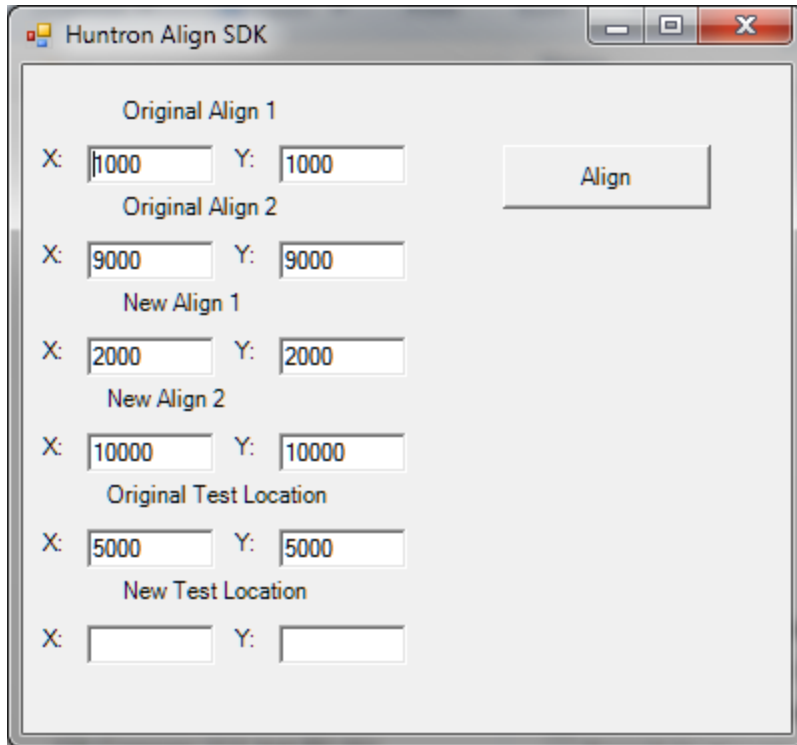 Huntron Align SDK
Original Align 1
X: 1000 Y: 1000
Align
Original Align 2
X: 9000 Y: 9000
New Align 1
X: 2000 Y: 2000
New Align 2
X: 10000 Y: 10000
Original Test Location
X: 5000 Y: 5000
New Test Location
X: Y: